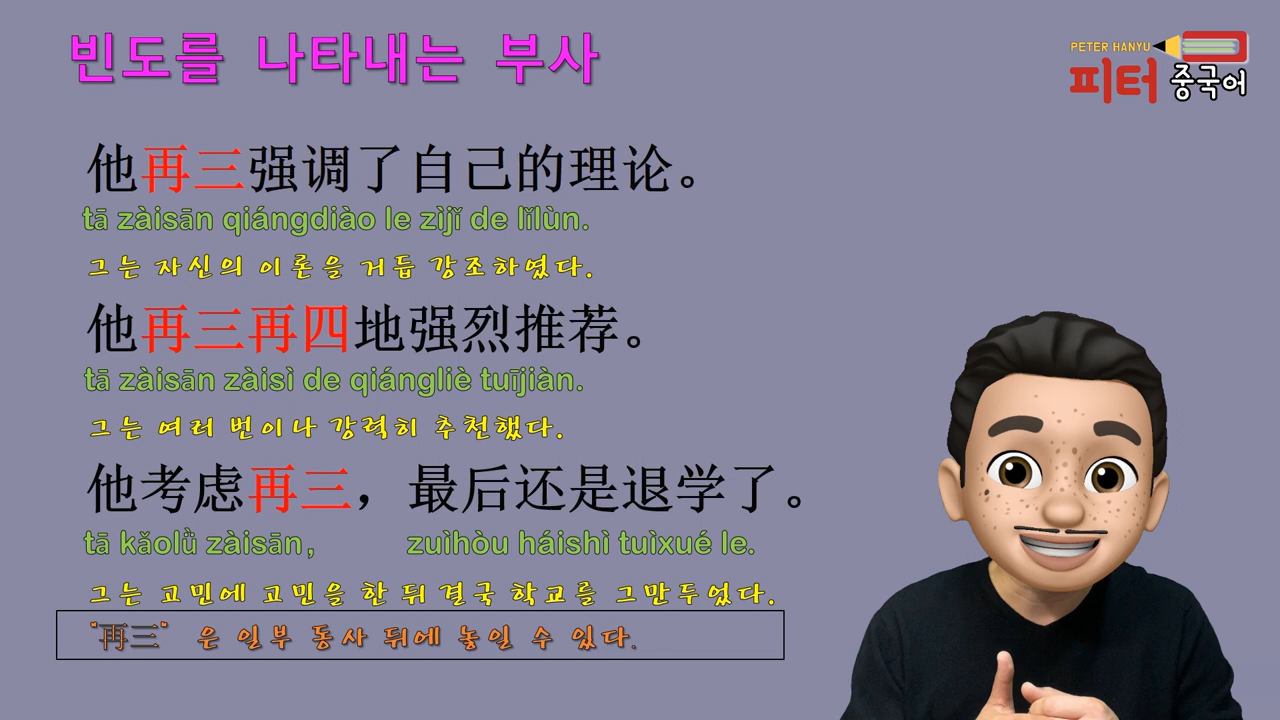 빈도를 나타내는 부사
PETER HANYU
피터 중국어
他再三强调了自己的理论。
tā zàisān qiángdiào le zìjǐ de lǐlùn.
그는 자신의 이론을 거듭 강조하였다.
他再三再四地强烈推荐。
tā zàisān zàisì de qiángliè tuījiàn.
그는 여러 번이나 강력히 추천했다.
他考虑再三，最后还是退学了。
tā kǎolǜ zàisān, zuìhòu háishì tuìxué le.
그는 고민에 고민을 한 뒤 결국 학교를 그만두었다.
"再三" 은 일부 동사 뒤에 놓일 수 있다.